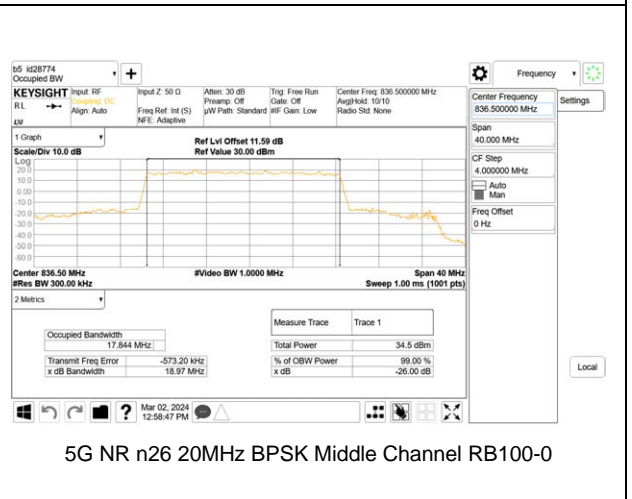 b5 id28774
Occupied BW
Frequency
KEYSIGHT Input: RF Input Z: 50 Ω Atten: 30 dB Trig: Free Run Center Freq: 836.500000 MHz
RL Coupling: DC Preamp: Off Gate: Off Avg|Hold: 10/10
Align: Auto Freq Ref: Int (S) µW Path: Standard #IF Gain: Low Radio Std: None
NFE: Adaptive
Center Frequency
836.500000 MHz
Settings
Span
40.000 MHz
CF Step
4.000000 MHz
Auto
Man
Freq Offset
0 Hz
Local
1 Graph
Ref Lvl Offset 11.59 dB
Scale/Div 10.0 dB Ref Value 30.00 dBm
Log
20.0
10.0
0.00
-10.0
-20.0
-30.0
-40.0
-50.0
-60.0
Center 836.50 MHz #Video BW 1.0000 MHz Span 40 MHz
#Res BW 300.00 kHz Sweep 1.00 ms (1001 pts)
2 Metrics
Measure Trace Trace 1
Occupied Bandwidth
17.844 MHz Total Power 34.5 dBm
Transmit Freq Error -573.20 kHz % of OBW Power 99.00 %
x dB Bandwidth 18.97 MHz x dB -26.00 dB
? Mar 02, 2024
12:58:47 PM
5G NR n26 20MHz BPSK Middle Channel RB100-0